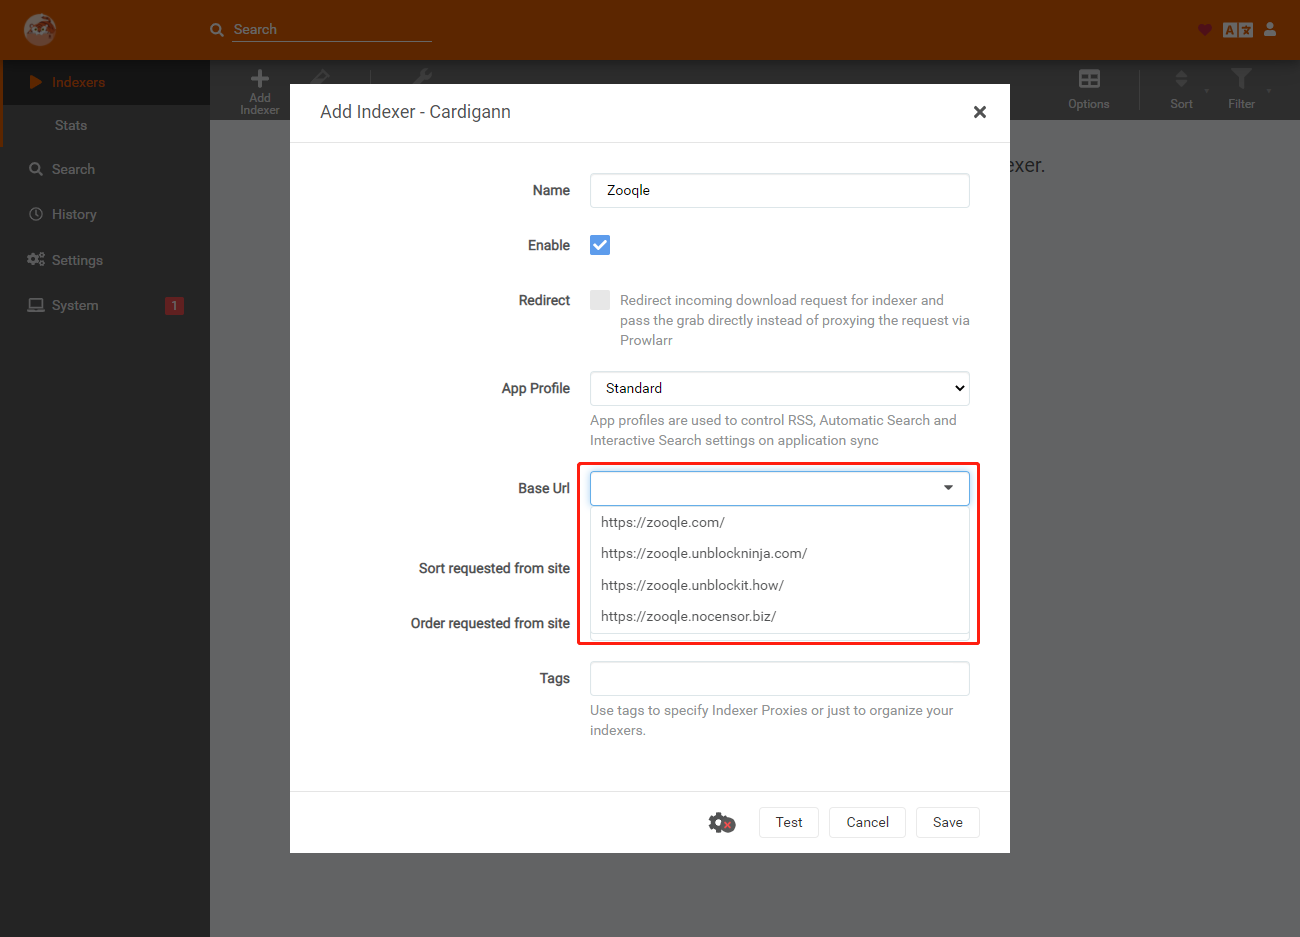 Search
Indexers
Stats
Search
History
Settings
System
1
Add
Indexer
Options
Sort
Filter
exer.
Add Indexer - Cardigann
Name
Zooqle
Enable
Redirect
Redirect incoming download request for indexer and
pass the grab directly instead of proxying the request via
Prowlarr
App Profile
Standard
App profiles are used to control RSS, Automatic Search and
Interactive Search settings on application sync
Base Url
https://zooqle.com/
https://zooqle.unblockninja.com/
https://zooqle.unblockit.how/
https://zooqle.nocensor.biz/
Sort requested from site
Order requested from site
Tags
Use tags to specify Indexer Proxies or just to organize your
indexers.
Test
Cancel
Save